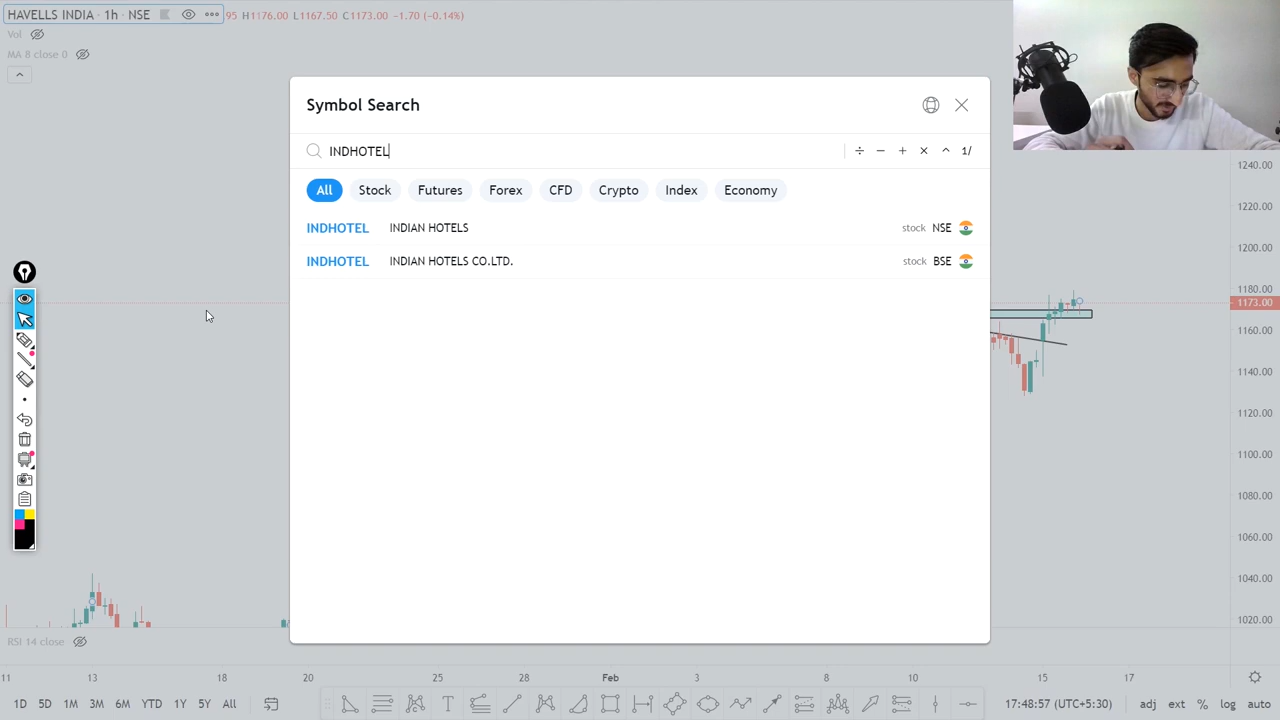 HAVELLS INDIA · 1h · NSE
95 H1176.00 L1167.50 C1173.00 −1.70 (−0.14%)
Vol
MA 8 close 0
Symbol Search
INDHOTEL
÷ − + × ^ 1/
All Stock Futures Forex CFD Crypto Index Economy
INDHOTEL INDIAN HOTELS stock NSE
INDHOTEL INDIAN HOTELS CO.LTD. stock BSE
1240.00
1220.00
1200.00
1180.00
1173.00
1160.00
1140.00
1120.00
1100.00
1080.00
1060.00
1040.00
1020.00
RSI 14 close
11 13 18 20 25 28 Feb 3 8 10 15 17
1D 5D 1M 3M 6M YTD 1Y 5Y All
17:48:57 (UTC+5:30) adj ext % log auto